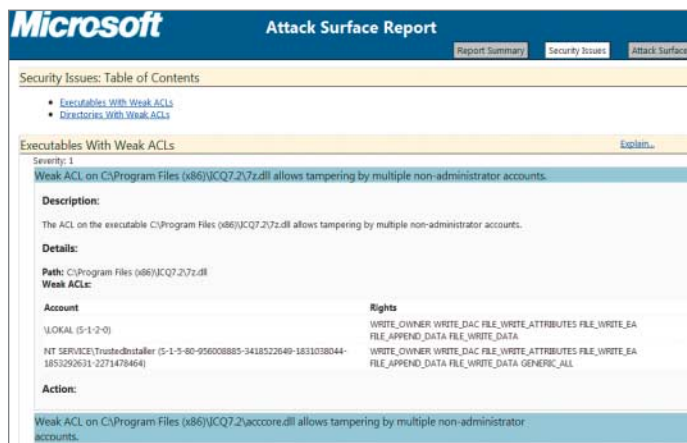 Microsoft
Attack Surface Report
Report Summary
Security Issues
Attack Surface
Security Issues: Table of Contents
Executables With Weak ACLs
Directories With Weak ACLs
Executables With Weak ACLs
Explain...
Severity: 1
Weak ACL on C:\Program Files (x86)\ICQ7.2\7z.dll allows tampering by multiple non-administrator accounts.
Description:
The ACL on the executable C:\Program Files (x86)\ICQ7.2\7z.dll allows tampering by multiple non-administrator accounts.
Details:
Path: C:\Program Files (x86)\ICQ7.2\7z.dll
Weak ACLs:
Account Rights
\LOKAL (S-1-2-0) WRITE_OWNER WRITE_DAC FILE_WRITE_ATTRIBUTES FILE_WRITE_EA
FILE_APPEND_DATA FILE_WRITE_DATA
NT SERVICE\TrustedInstaller (S-1-5-80-956008885-3418522649-1831038044- WRITE_OWNER WRITE_DAC FILE_WRITE_ATTRIBUTES FILE_WRITE_EA
1853292631-2271478464) FILE_APPEND_DATA FILE_WRITE_DATA GENERIC_ALL
Action:
Weak ACL on C:\Program Files (x86)\ICQ7.2\acccore.dll allows tampering by multiple non-administrator
accounts.